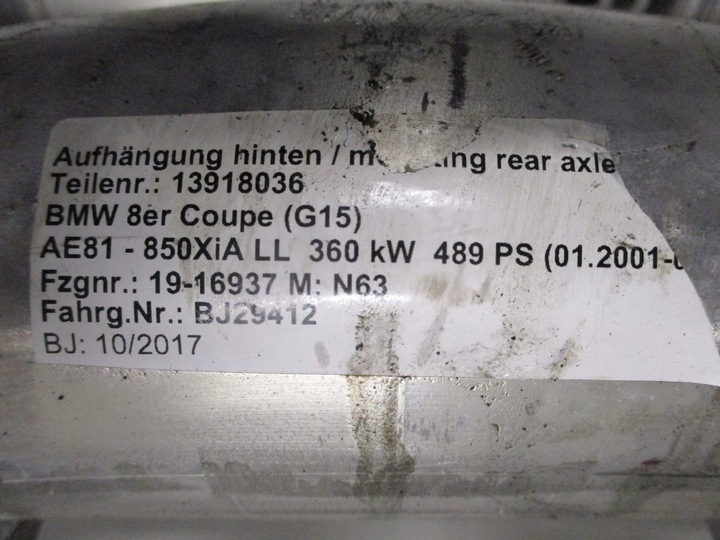 Aufhängung hinten / rear axle
Teilenr.: 13918036
BMW 8er Coupe (G15)
AE81 - 850XiA LL 360 kW 489 PS (01.2001-
Fzgnr.: 19-16937 M: N63
Fahrg.Nr.: BJ29412
BJ: 10/2017